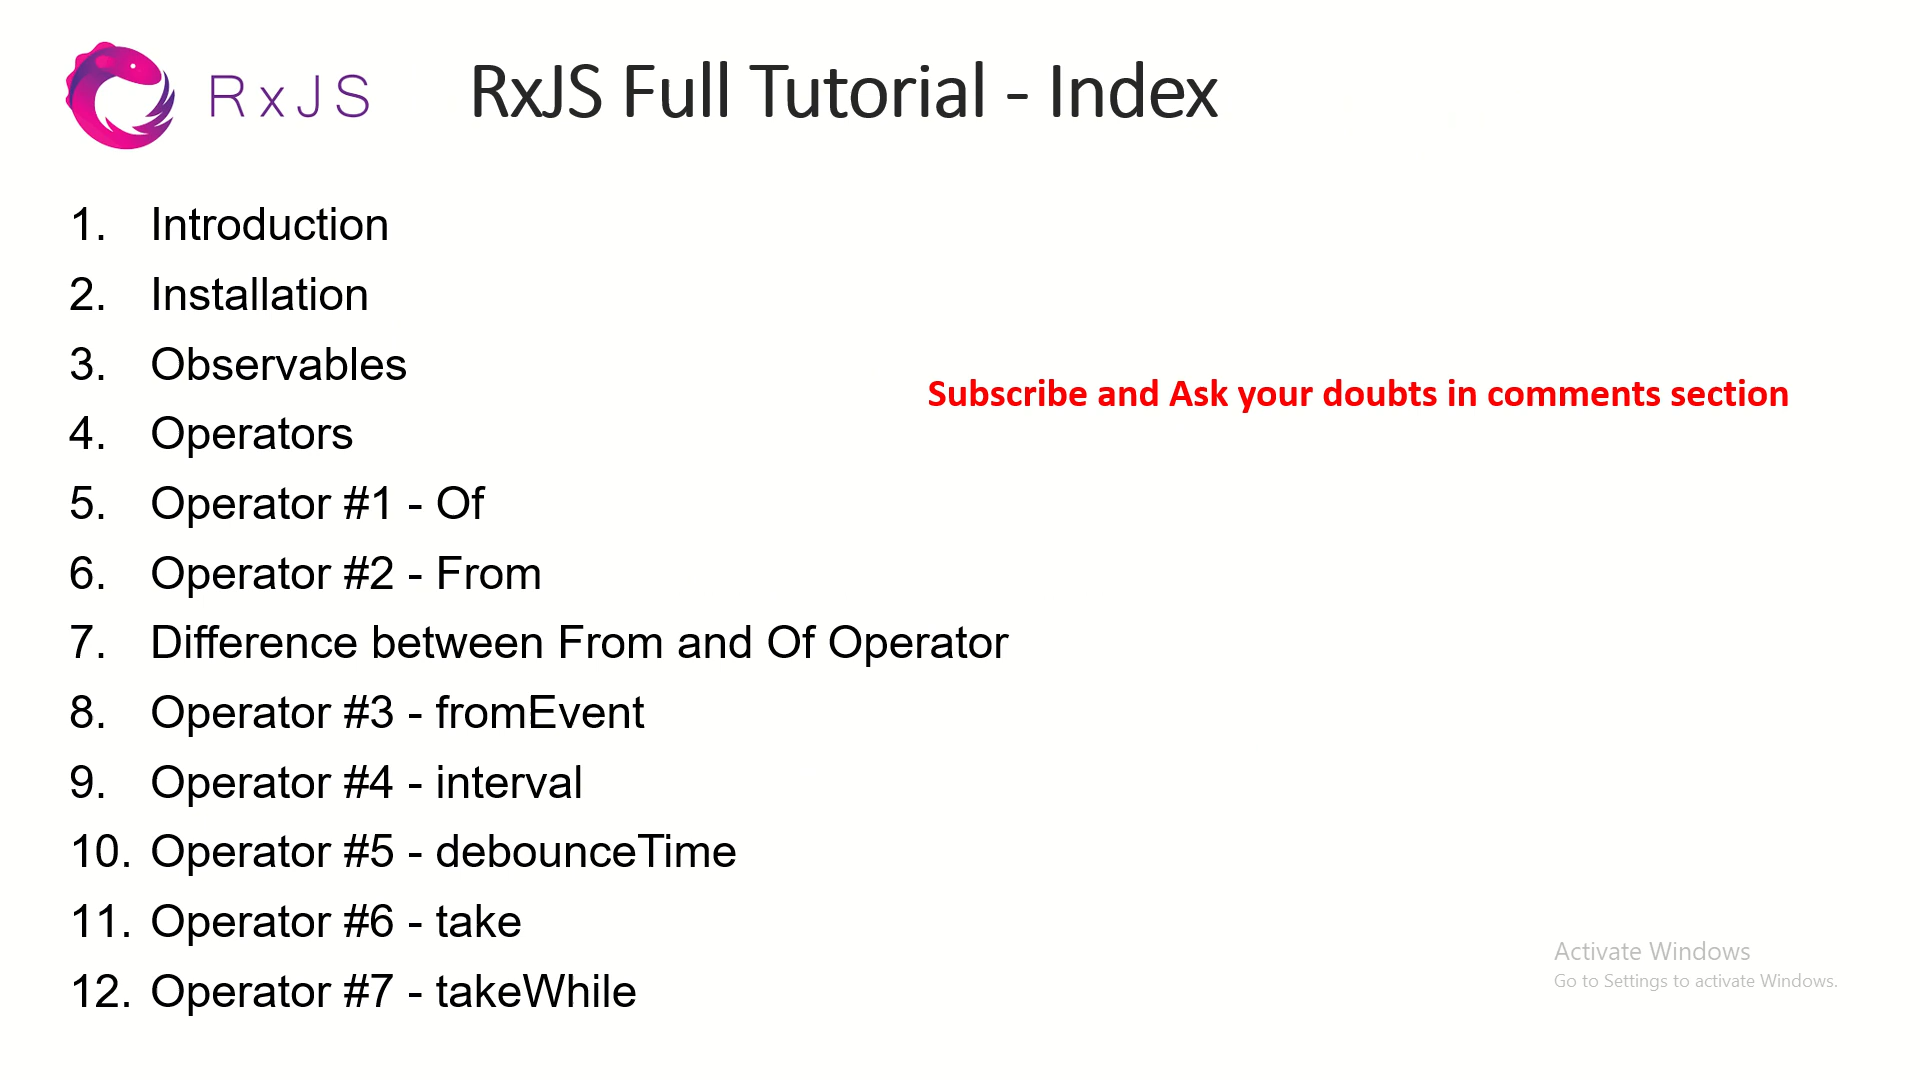 RxJS
RxJS Full Tutorial - Index
1. Introduction
2. Installation
3. Observables
4. Operators
5. Operator #1 - Of
6. Operator #2 - From
7. Difference between From and Of Operator
8. Operator #3 - fromEvent
9. Operator #4 - interval
10. Operator #5 - debounceTime
11. Operator #6 - take
12. Operator #7 - takeWhile
Subscribe and Ask your doubts in comments section
Activate Windows
Go to Settings to activate Windows.